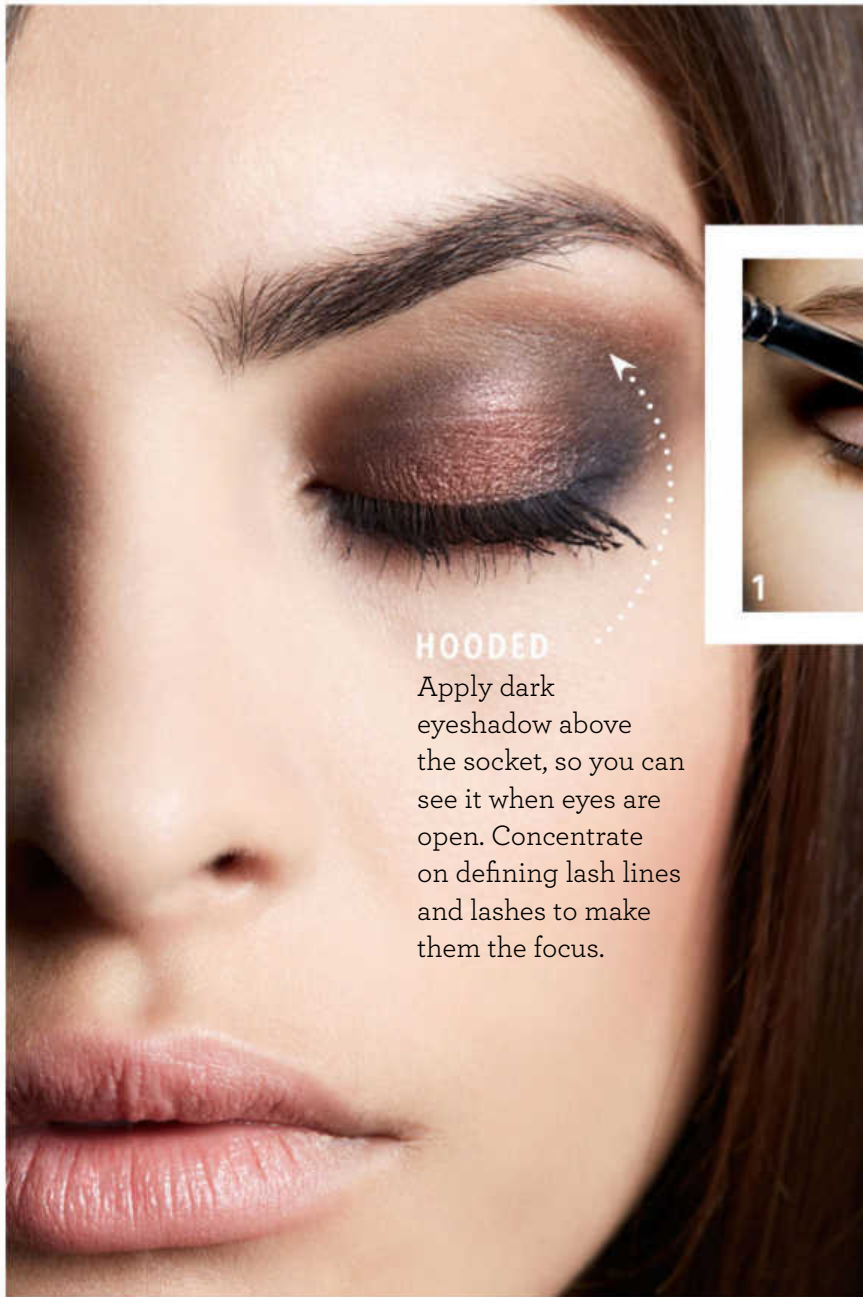 1
HOODED
Apply dark
eyeshadow above
the socket, so you can
see it when eyes are
open. Concentrate
on defining lash lines
and lashes to make
them the focus.